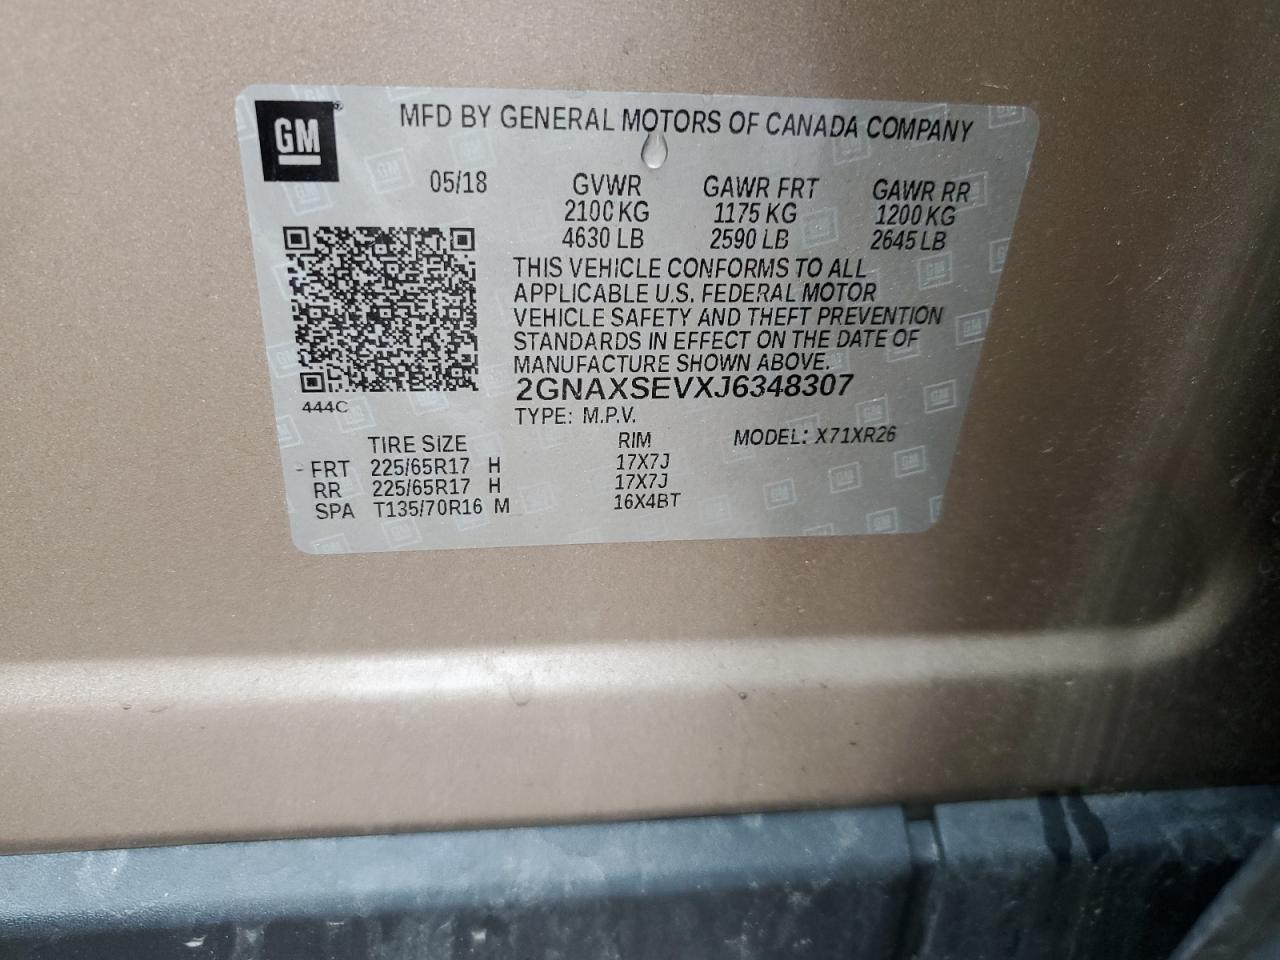 GM
MFD BY GENERAL MOTORS OF CANADA COMPANY
05/18 GVWR GAWR FRT GAWR RR
2100 KG 1175 KG 1200 KG
4630 LB 2590 LB 2645 LB
THIS VEHICLE CONFORMS TO ALL
APPLICABLE U.S. FEDERAL MOTOR
VEHICLE SAFETY AND THEFT PREVENTION
STANDARDS IN EFFECT ON THE DATE OF
MANUFACTURE SHOWN ABOVE.
2GNAXSEVXJ6348307
444C
TYPE: M.P.V.
TIRE SIZE RIM MODEL: X71XR26
FRT 225/65R17 H 17X7J
RR 225/65R17 H 17X7J
SPA T135/70R16 M 16X4BT